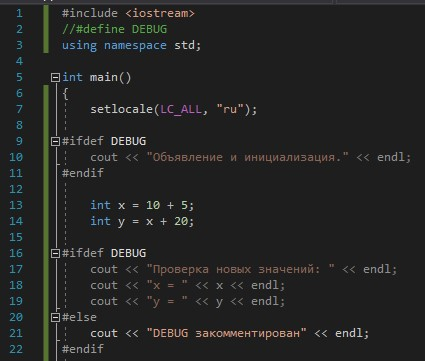 1 #include <iostream>
2 //#define DEBUG
3 using namespace std;
4
5 int main()
6 {
7 setlocale(LC_ALL, "ru");
8
9 #ifdef DEBUG
10 cout << "Объявление и инициализация." << endl;
11 #endif
12
13 int x = 10 + 5;
14 int y = x + 20;
15
16 #ifdef DEBUG
17 cout << "Проверка новых значений: " << endl;
18 cout << "x = " << x << endl;
19 cout << "y = " << y << endl;
20 #else
21 cout << "DEBUG закомментирован" << endl;
22 #endif